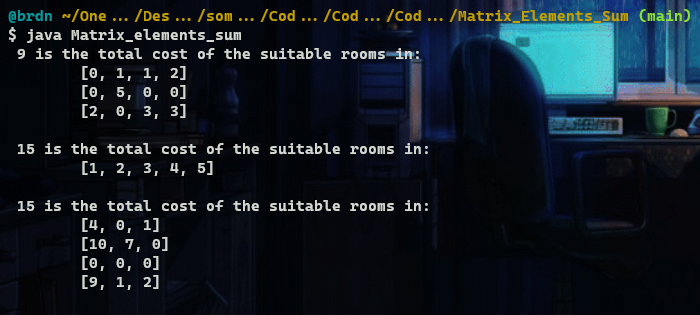 @brdn ~/One ... /Des ... /som ... /Cod ... /Cod ... /Cod ... /Matrix_Elements_Sum (main)
$ java Matrix_elements_sum
9 is the total cost of the suitable rooms in:
[0, 1, 1, 2]
[0, 5, 0, 0]
[2, 0, 3, 3]
15 is the total cost of the suitable rooms in:
[1, 2, 3, 4, 5]
15 is the total cost of the suitable rooms in:
[4, 0, 1]
[10, 7, 0]
[0, 0, 0]
[9, 1, 2]